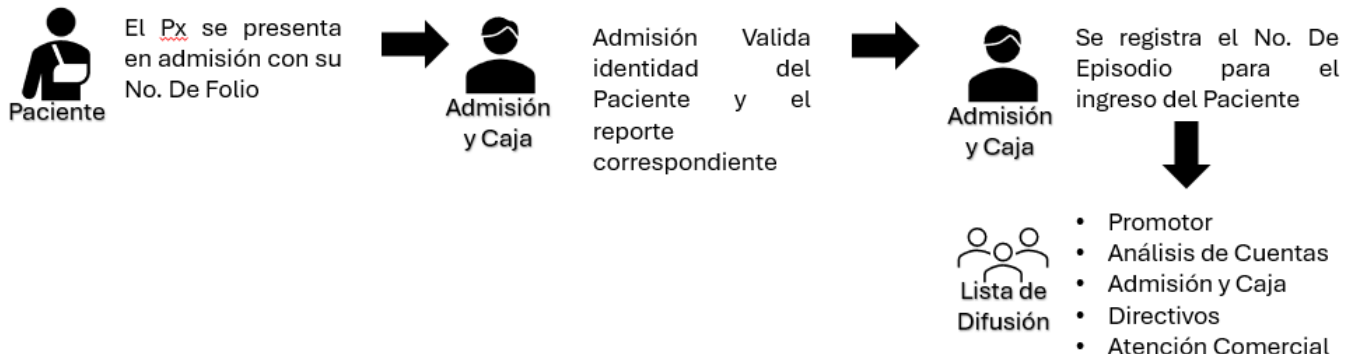 El Px se presenta
en admisión con su
No. De Folio
Paciente
Admisión
y Caja
Admisión Valida
identidad del
Paciente y el
reporte
correspondiente
Admisión
y Caja
Se registra el No. De
Episodio para el
ingreso del Paciente
Lista de
Difusión
• Promotor
• Análisis de Cuentas
• Admisión y Caja
• Directivos
• Atención Comercial